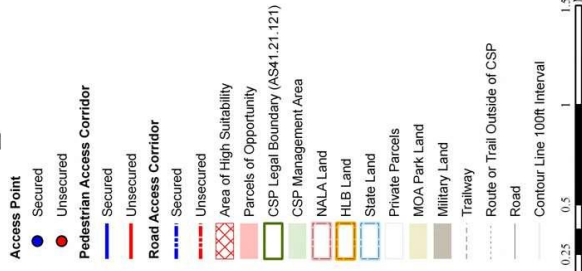 Access Point
Secured
Unsecured
Pedestrian Access Corridor
Secured
Unsecured
Road Access Corridor
Secured
Unsecured
Area of High Suitability
Parcels of Opportunity
CSP Legal Boundary (AS41.21.121)
CSP Management Area
NALA Land
HLB Land
State Land
Private Parcels
MOA Park Land
Military Land
Trailway
Route or Trail Outside of CSP
Road
Contour Line 100ft Interval
0.25 0.5 1 1.5